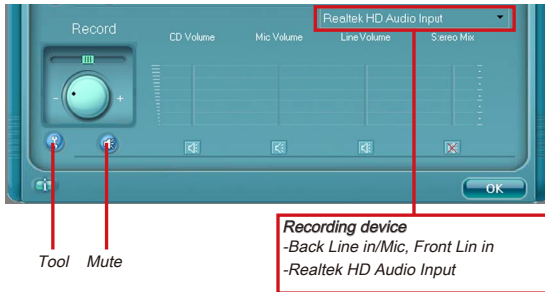 Realtek HD Audio Input
Record
CD Volume
Mic Volume
Line Volume
Stereo Mix
- +
i
OK
Tool
Mute
Recording device
-Back Line in/Mic, Front Lin in
-Realtek HD Audio Input